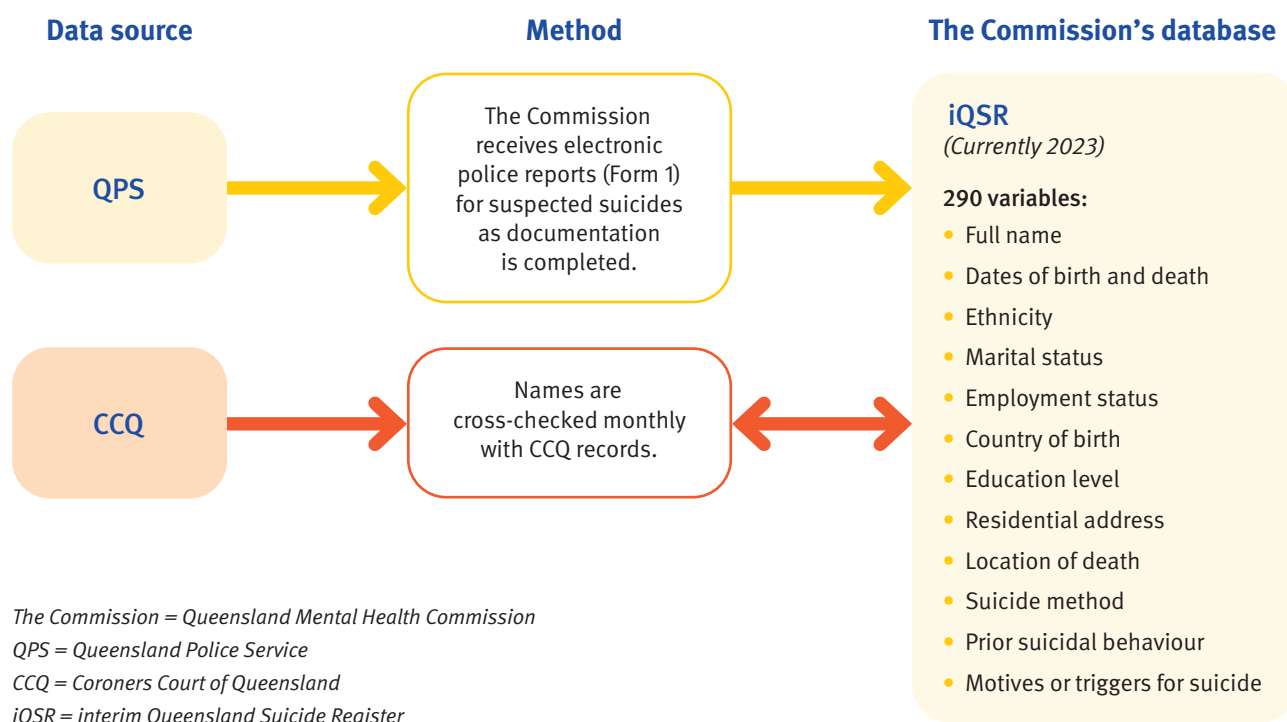 Data source
Method
The Commission's database
QPS
The Commission
receives electronic
police reports (Form 1)
for suspected suicides
as documentation
is completed.
CCQ
Names are
cross-checked monthly
with CCQ records.
iQSR
(Currently 2023)
290 variables:
• Full name
• Dates of birth and death
• Ethnicity
• Marital status
• Employment status
• Country of birth
• Education level
• Residential address
• Location of death
• Suicide method
• Prior suicidal behaviour
• Motives or triggers for suicide
The Commission = Queensland Mental Health Commission
QPS = Queensland Police Service
CCQ = Coroners Court of Queensland
iQSR = interim Queensland Suicide Register